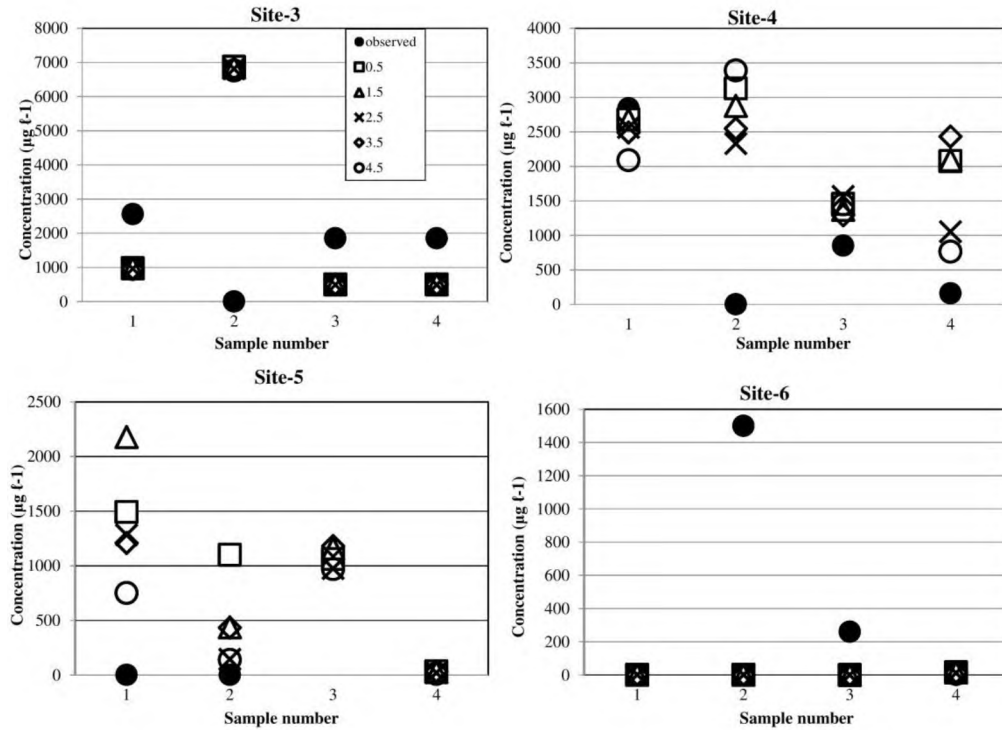 Site-3
8000
7000
6000
5000
4000
3000
2000
1000
0
Concentration (µg ℓ-1)
1 2 3 4
Sample number
observed
0.5
1.5
2.5
3.5
4.5
Site-4
4000
3500
3000
2500
2000
1500
1000
500
0
Concentration (µg ℓ-1)
1 2 3 4
Sample number
Site-5
2500
2000
1500
1000
500
0
Concentration (µg ℓ-1)
1 2 3 4
Sample number
Site-6
1600
1400
1200
1000
800
600
400
200
0
Concentration (µg ℓ-1)
1 2 3 4
Sample number